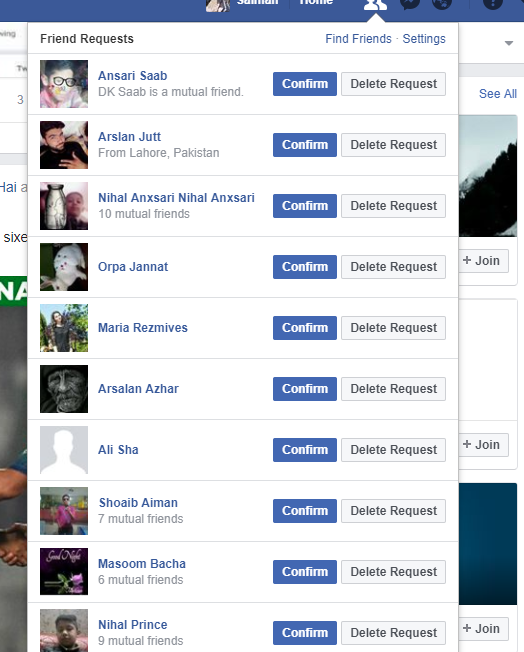 Salman
Home
Friend Requests
Find Friends · Settings
Ansari Saab
DK Saab is a mutual friend.
Confirm
Delete Request
Arslan Jutt
From Lahore, Pakistan
Confirm
Delete Request
Nihal Anxsari Nihal Anxsari
10 mutual friends
Confirm
Delete Request
Orpa Jannat
Confirm
Delete Request
Maria Rezmives
Confirm
Delete Request
Arsalan Azhar
Confirm
Delete Request
Ali Sha
Confirm
Delete Request
Shoaib Aiman
7 mutual friends
Confirm
Delete Request
Good Night
Masoom Bacha
6 mutual friends
Confirm
Delete Request
Nihal Prince
9 mutual friends
Confirm
Delete Request
3
Hai a
sixe
NA
See All
+ Join
+ Join
+ Join